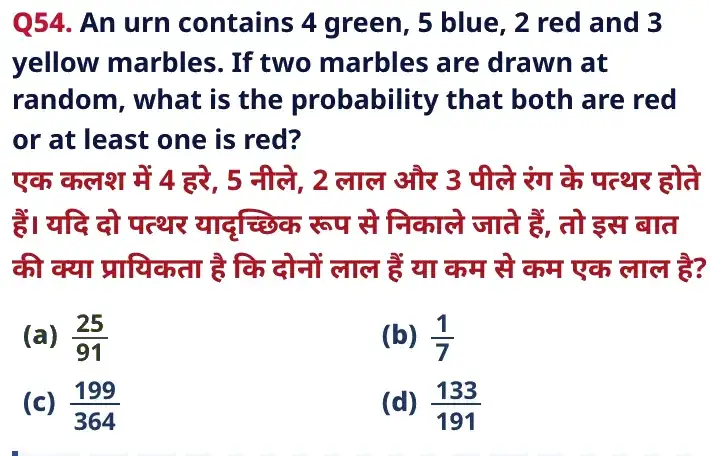 Q54. An urn contains 4 green, 5 blue, 2 red and 3
yellow marbles. If two marbles are drawn at
random, what is the probability that both are red
or at least one is red?
एक कलश में 4 हरे, 5 नीले, 2 लाल और 3 पीले रंग के पत्थर होते
हैं। यदि दो पत्थर यादृच्छिक रूप से निकाले जाते हैं, तो इस बात
की क्या प्रायिकता है कि दोनों लाल हैं या कम से कम एक लाल है?
(a) 25/91 (b) 1/7
(c) 199/364 (d) 133/191